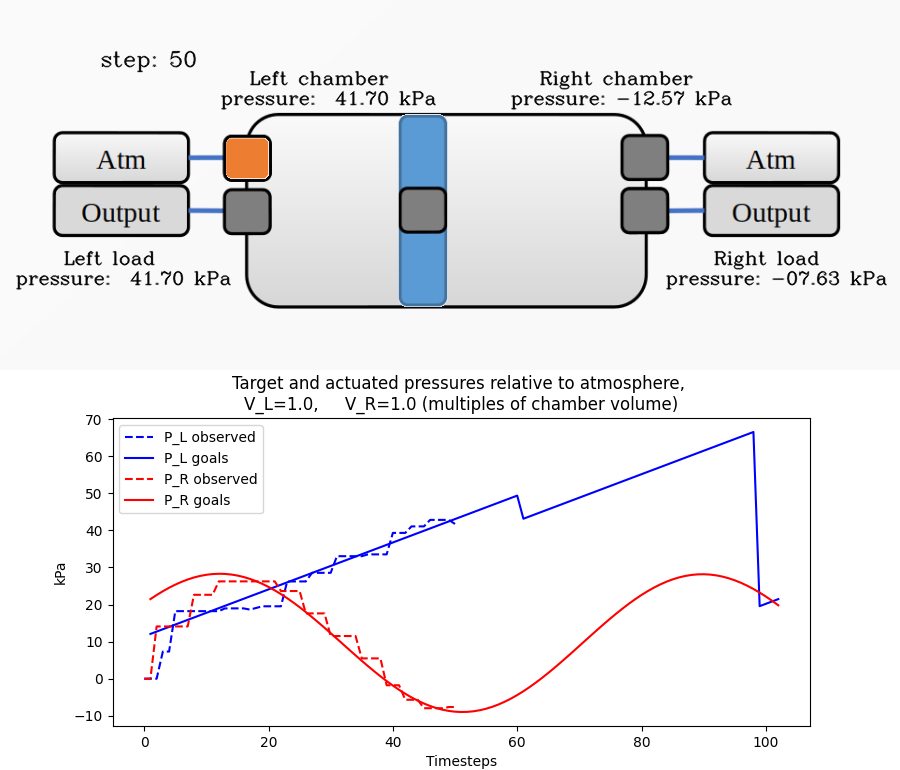 step: 50
Left chamber
pressure: 41.70 kPa
Right chamber
pressure: −12.57 kPa
Atm
Output
Atm
Output
Left load
pressure: 41.70 kPa
Right load
pressure: −07.63 kPa
Target and actuated pressures relative to atmosphere,
V_L=1.0, V_R=1.0 (multiples of chamber volume)
P_L observed
P_L goals
P_R observed
P_R goals
70
60
50
40
30
20
10
0
−10
kPa
0 20 40 60 80 100
Timesteps